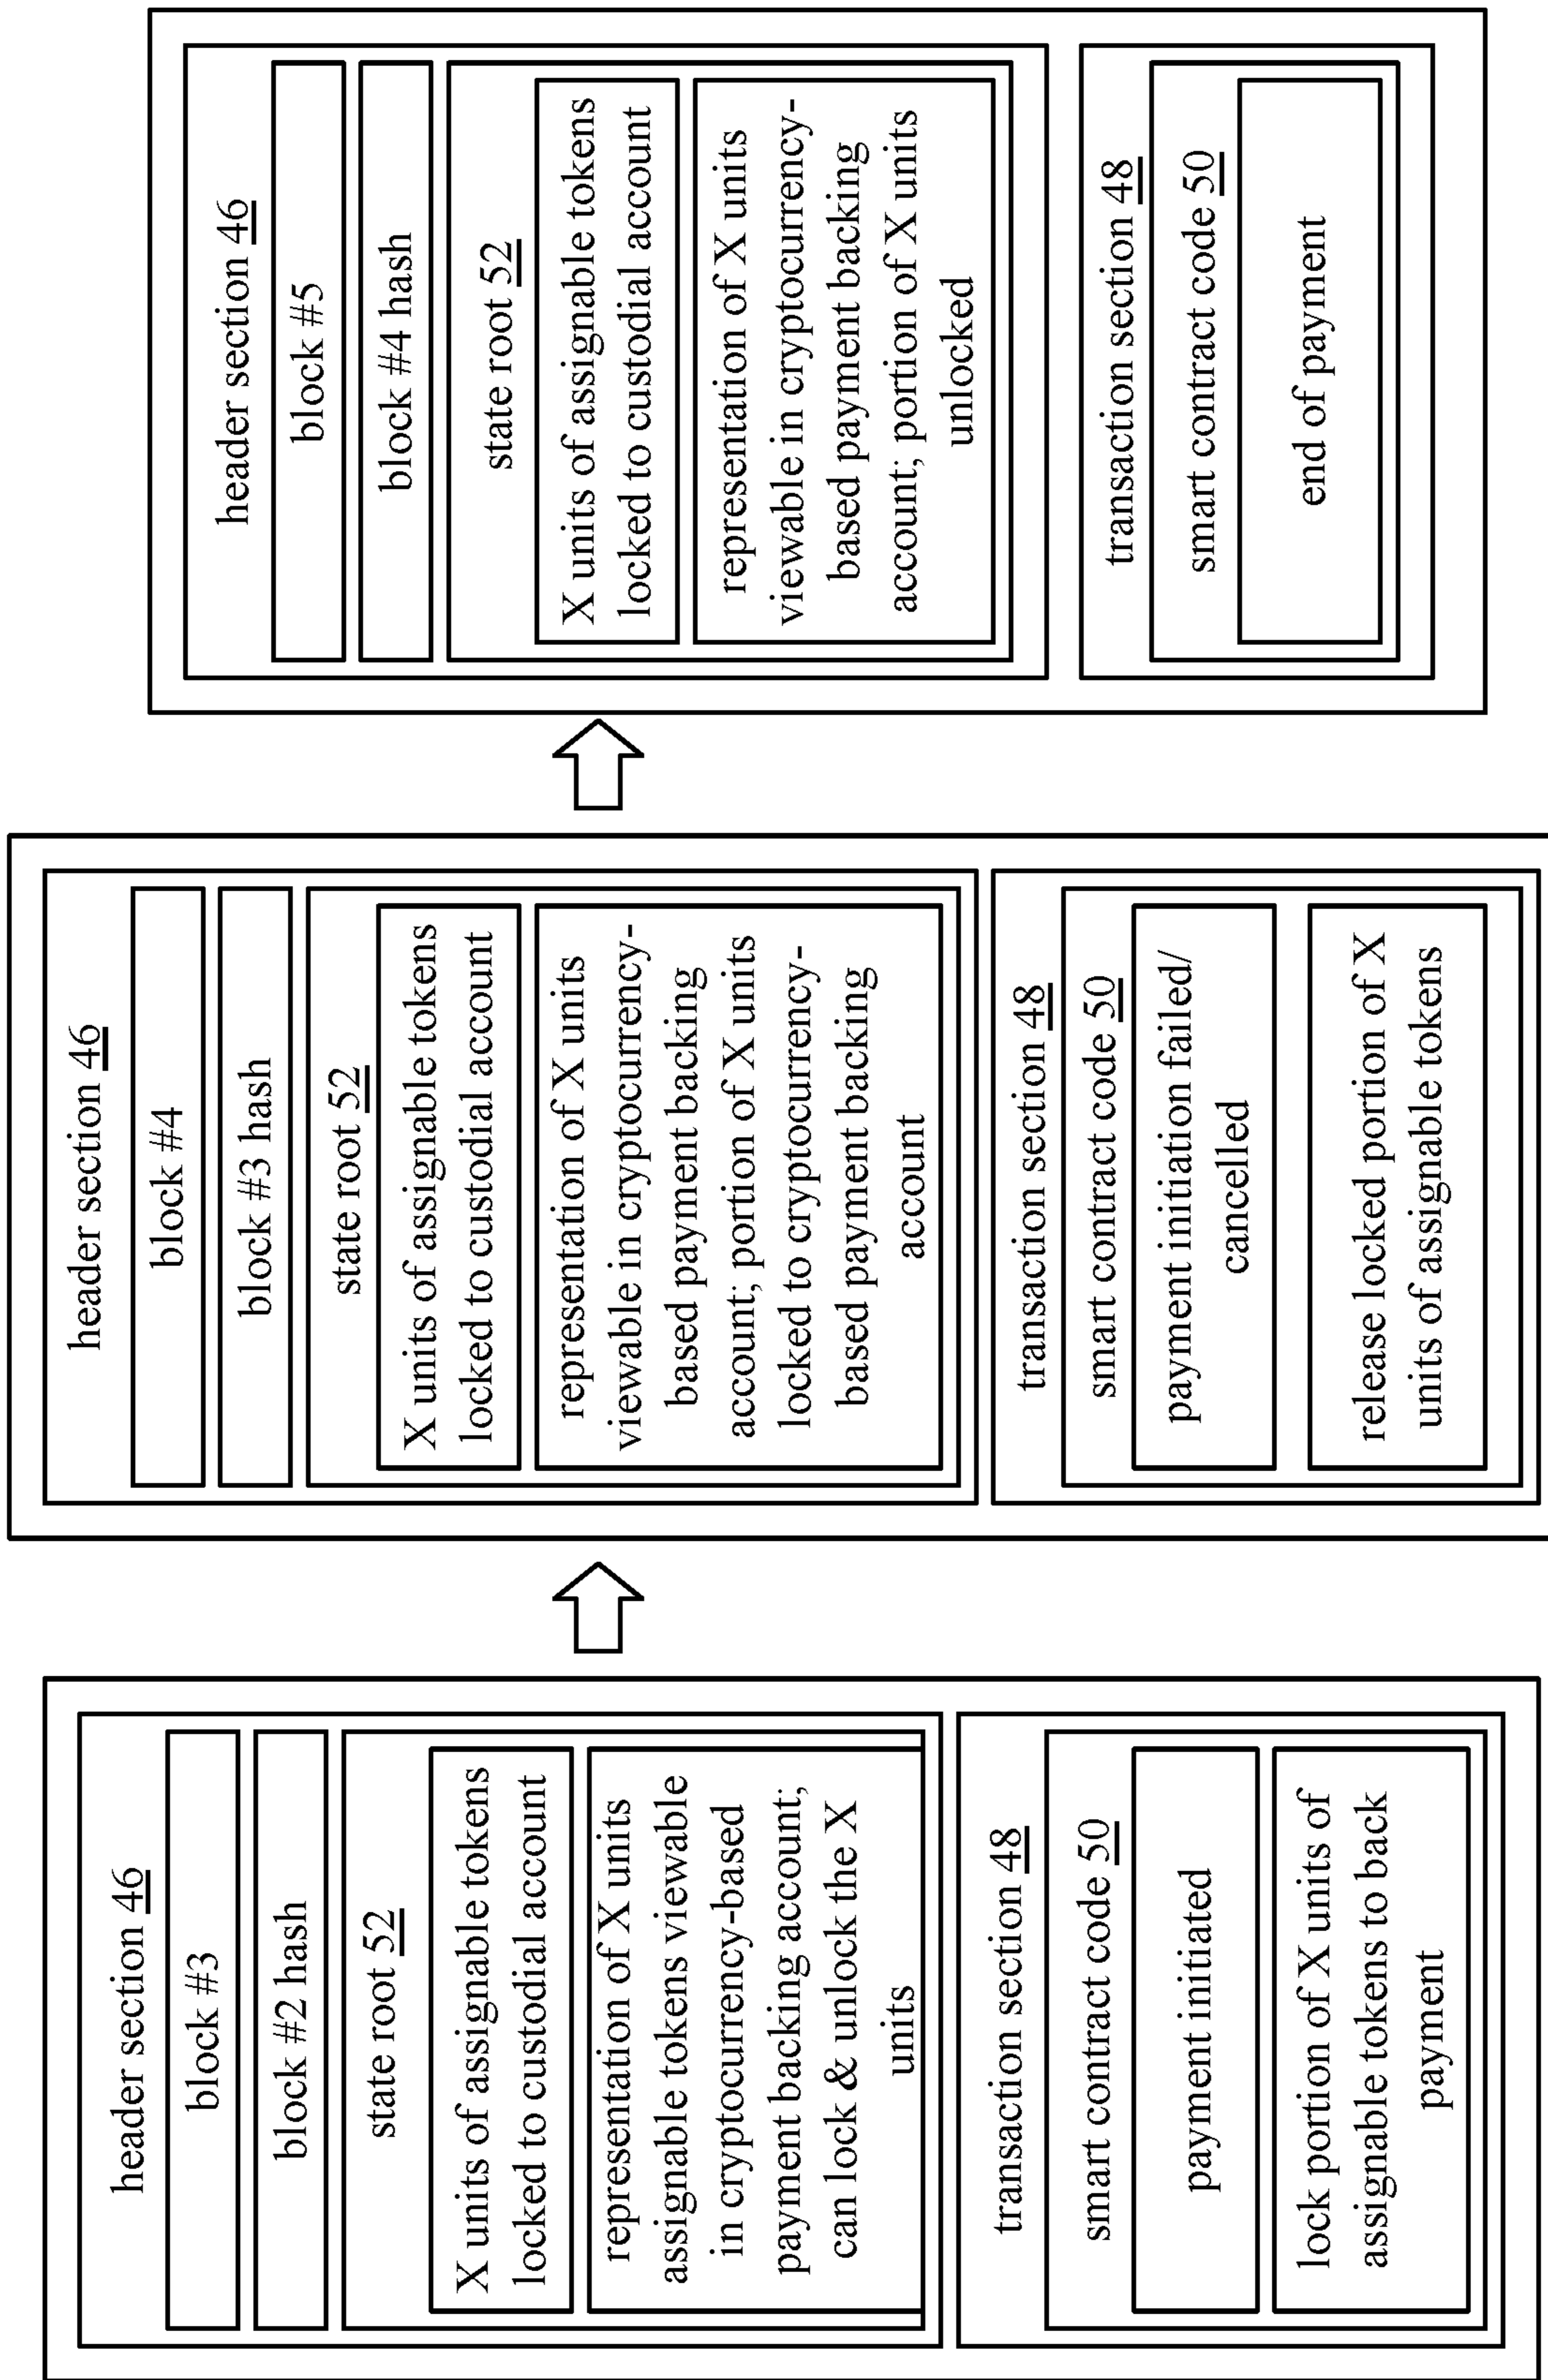 header section 46
block #3
block #2 hash
state root 52
X units of assignable tokens
locked to custodial account
representation of X units
assignable tokens viewable
in cryptocurrency-based
payment backing account;
can lock & unlock the X
units
transaction section 48
smart contract code 50
payment initiated
lock portion of X units of
assignable tokens to back
payment
header section 46
block #4
block #3 hash
state root 52
X units of assignable tokens
locked to custodial account
representation of X units
viewable in cryptocurrency-
based payment backing
account; portion of X units
locked to cryptocurrency-
based payment backing
account
transaction section 48
smart contract code 50
payment initiation failed/
cancelled
release locked portion of X
units of assignable tokens
header section 46
block #5
block #4 hash
state root 52
X units of assignable tokens
locked to custodial account
representation of X units
viewable in cryptocurrency-
based payment backing
account; portion of X units
unlocked
transaction section 48
smart contract code 50
end of payment